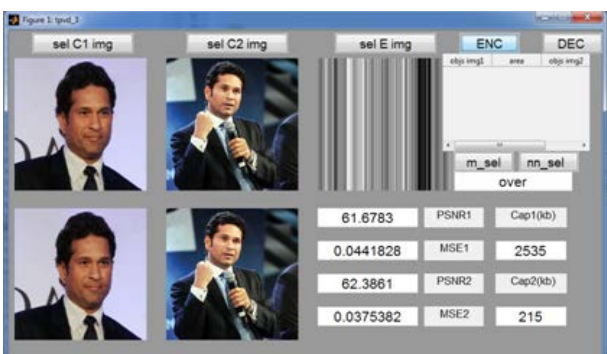 Figure 1: tpvd_3
sel C1 img sel C2 img sel E img ENC DEC
objs img1 area objs img2
m_sel nn_sel
over
61.6783 PSNR1 Cap1(kb)
0.0441828 MSE1 2535
62.3861 PSNR2 Cap2(kb)
0.0375382 MSE2 215